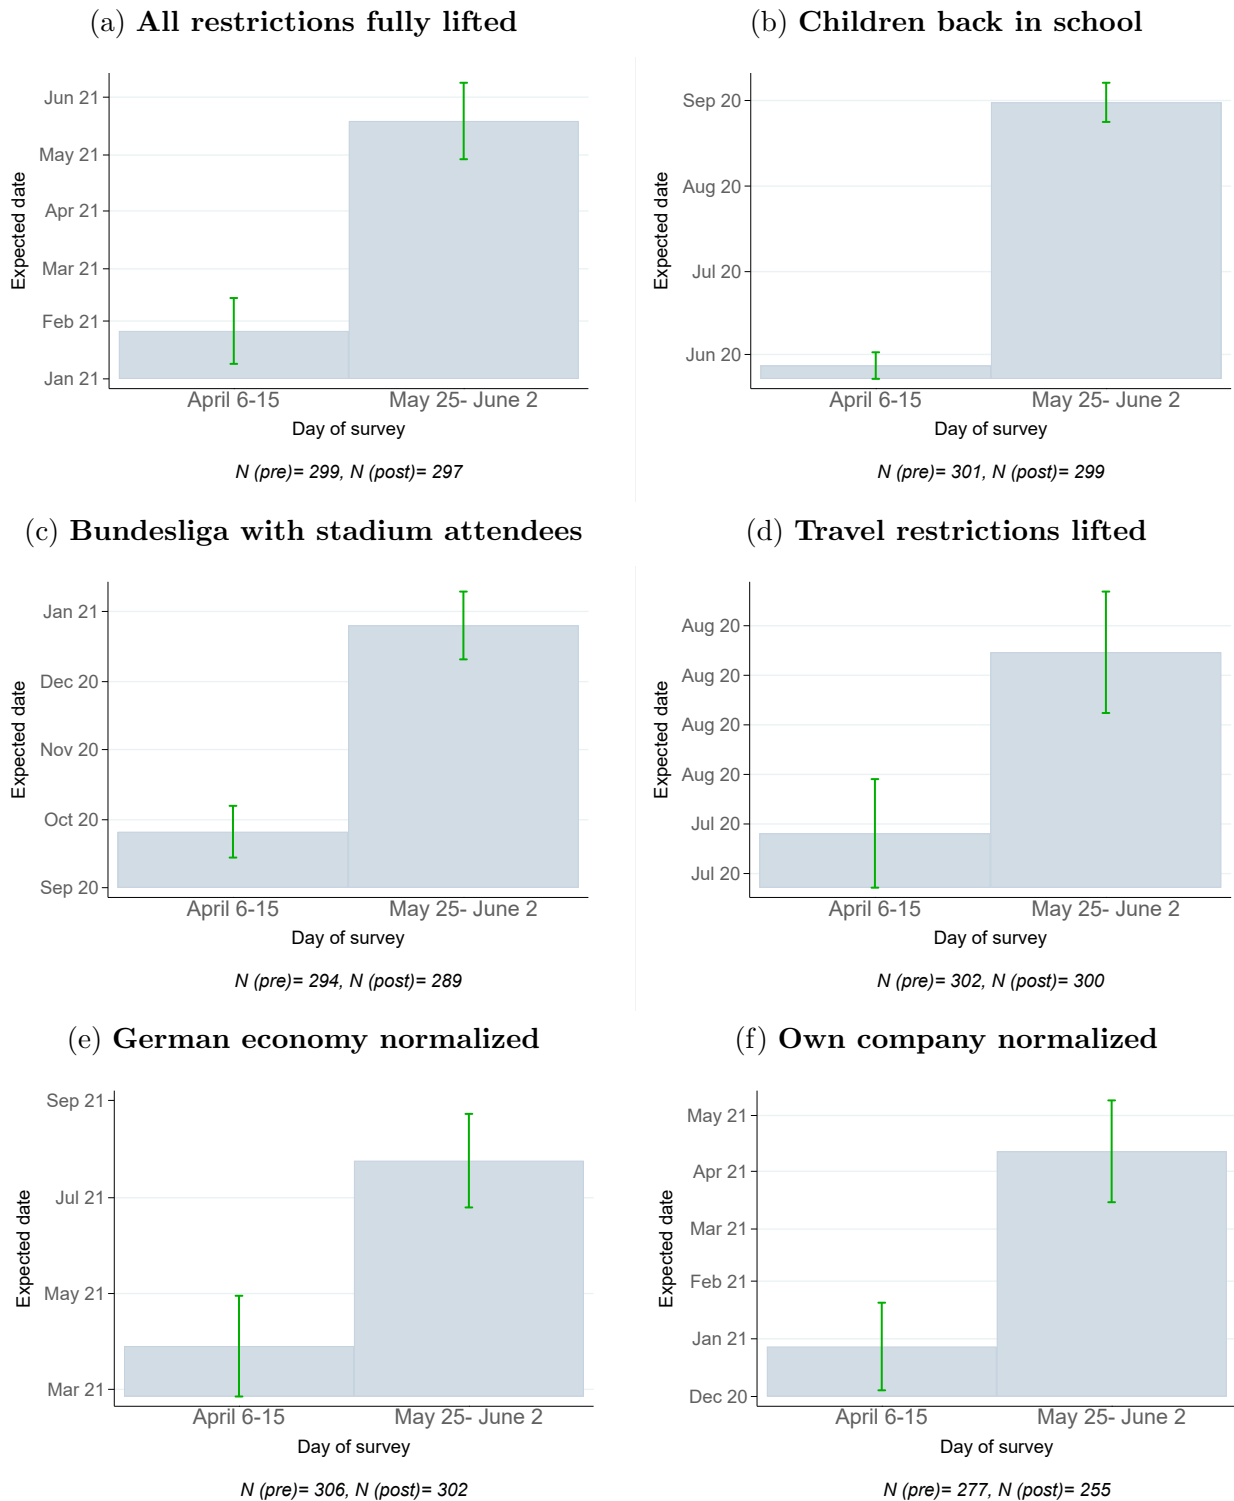 (a) All restrictions fully lifted
Expected date
Jun 21
May 21
Apr 21
Mar 21
Feb 21
Jan 21
April 6-15
May 25- June 2
Day of survey
N (pre)= 299, N (post)= 297
(b) Children back in school
Expected date
Sep 20
Aug 20
Jul 20
Jun 20
April 6-15
May 25- June 2
Day of survey
N (pre)= 301, N (post)= 299
(c) Bundesliga with stadium attendees
Expected date
Jan 21
Dec 20
Nov 20
Oct 20
Sep 20
April 6-15
May 25- June 2
Day of survey
N (pre)= 294, N (post)= 289
(d) Travel restrictions lifted
Expected date
Aug 20
Aug 20
Aug 20
Aug 20
Jul 20
Jul 20
April 6-15
May 25- June 2
Day of survey
N (pre)= 302, N (post)= 300
(e) German economy normalized
Expected date
Sep 21
Jul 21
May 21
Mar 21
April 6-15
May 25- June 2
Day of survey
N (pre)= 306, N (post)= 302
(f) Own company normalized
Expected date
May 21
Apr 21
Mar 21
Feb 21
Jan 21
Dec 20
April 6-15
May 25- June 2
Day of survey
N (pre)= 277, N (post)= 255